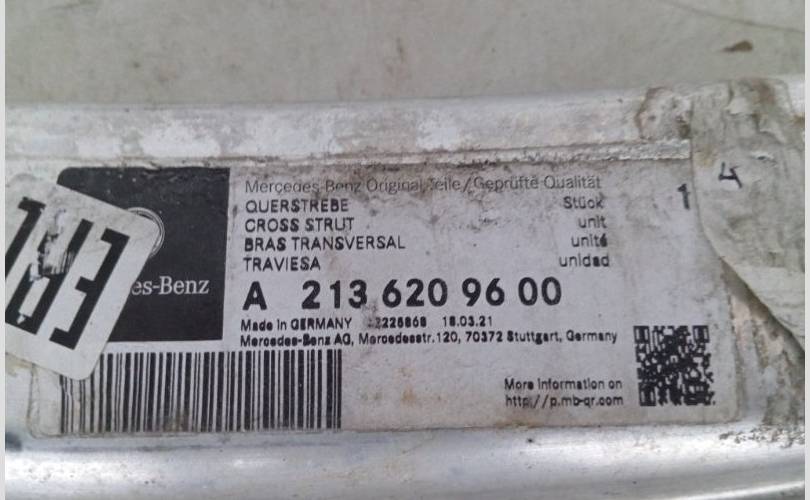 Mercedes-Benz Original Teile/Geprüfte Qualität
QUERSTREBE Stück
CROSS STRUT unit
BRAS TRANSVERSAL unité
TRAVIESA unidad
1 4
es-Benz
A 213 620 96 00
Made in GERMANY 18.03.21
Mercedes-Benz AG, Mercedesstr. 120, 70372 Stuttgart, Germany
More information on
http://p.mb-qr.com